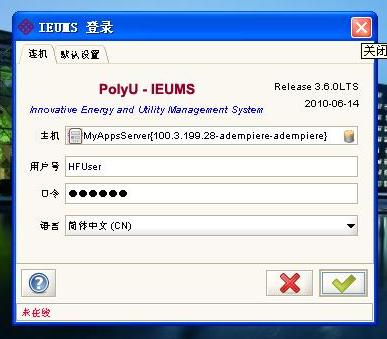 IEUMS 登录
关闭
连机 默认设置
PolyU - IEUMS
Release 3.6.0LTS
Innovative Energy and Utility Management System
2010-06-14
主机 MyAppsServer{100.3.199.28-adempiere-adempiere}
用户号 HFUser
口令 ●●●●●●
语言 简体中文 (CN)
未在线